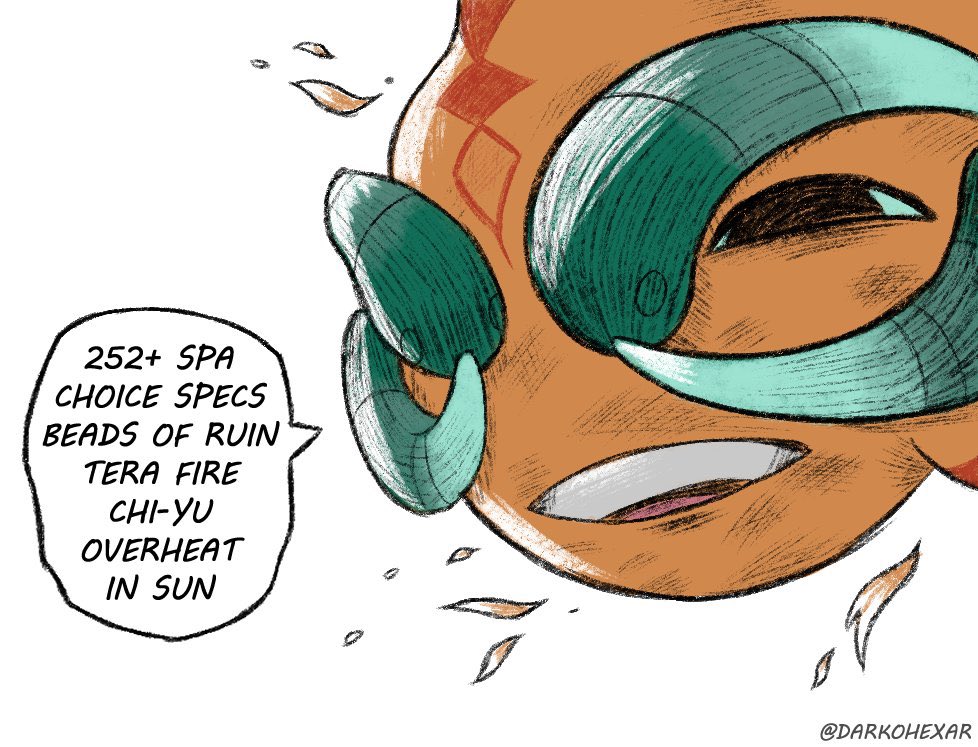 252+ SPA
CHOICE SPECS
BEADS OF RUIN
TERA FIRE
CHI-YU
OVERHEAT
IN SUN
@DARKOHEXAR